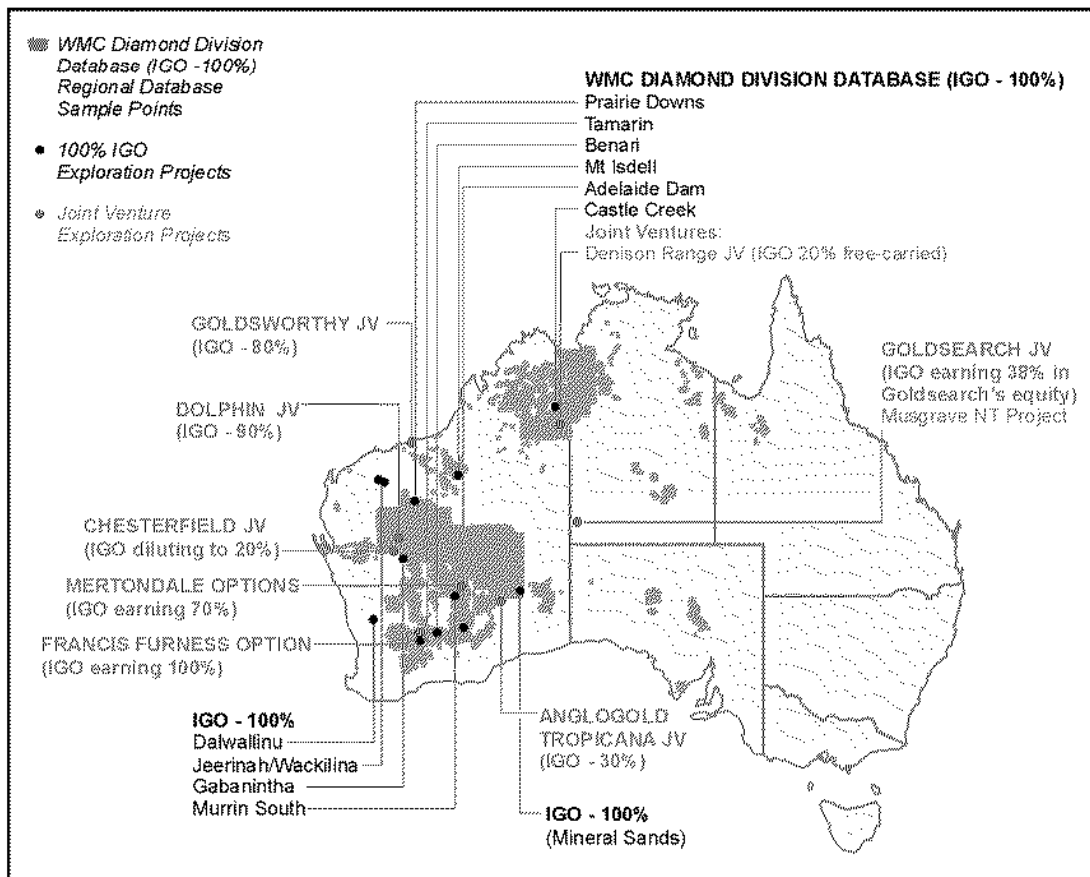 WMC Diamond Division
Database (IGO -100%)
Regional Database
Sample Points
100% IGO
Exploration Projects
Joint Venture
Exploration Projects
WMC DIAMOND DIVISION DATABASE (IGO - 100%)
Prairie Downs
Tamarin
Benari
Mt Isdell
Adelaide Dam
Castle Creek
Joint Ventures:
Denison Range JV (IGO 20% free-carried)
GOLDSWORTHY JV
(IGO - 80%)
DOLPHIN JV
(IGO - 90%)
GOLDSEARCH JV
(IGO earning 38% in
Goldsearch's equity)
Musgrave NT Project
CHESTERFIELD JV
(IGO diluting to 20%)
MERTONDALE OPTIONS
(IGO earning 70%)
FRANCIS FURNESS OPTION
(IGO earning 100%)
IGO - 100%
Dalwallinu
Jeerinah/Wackilina
Gabanintha
Murrin South
ANGLOGOLD
TROPICANA JV
(IGO - 30%)
IGO - 100%
(Mineral Sands)